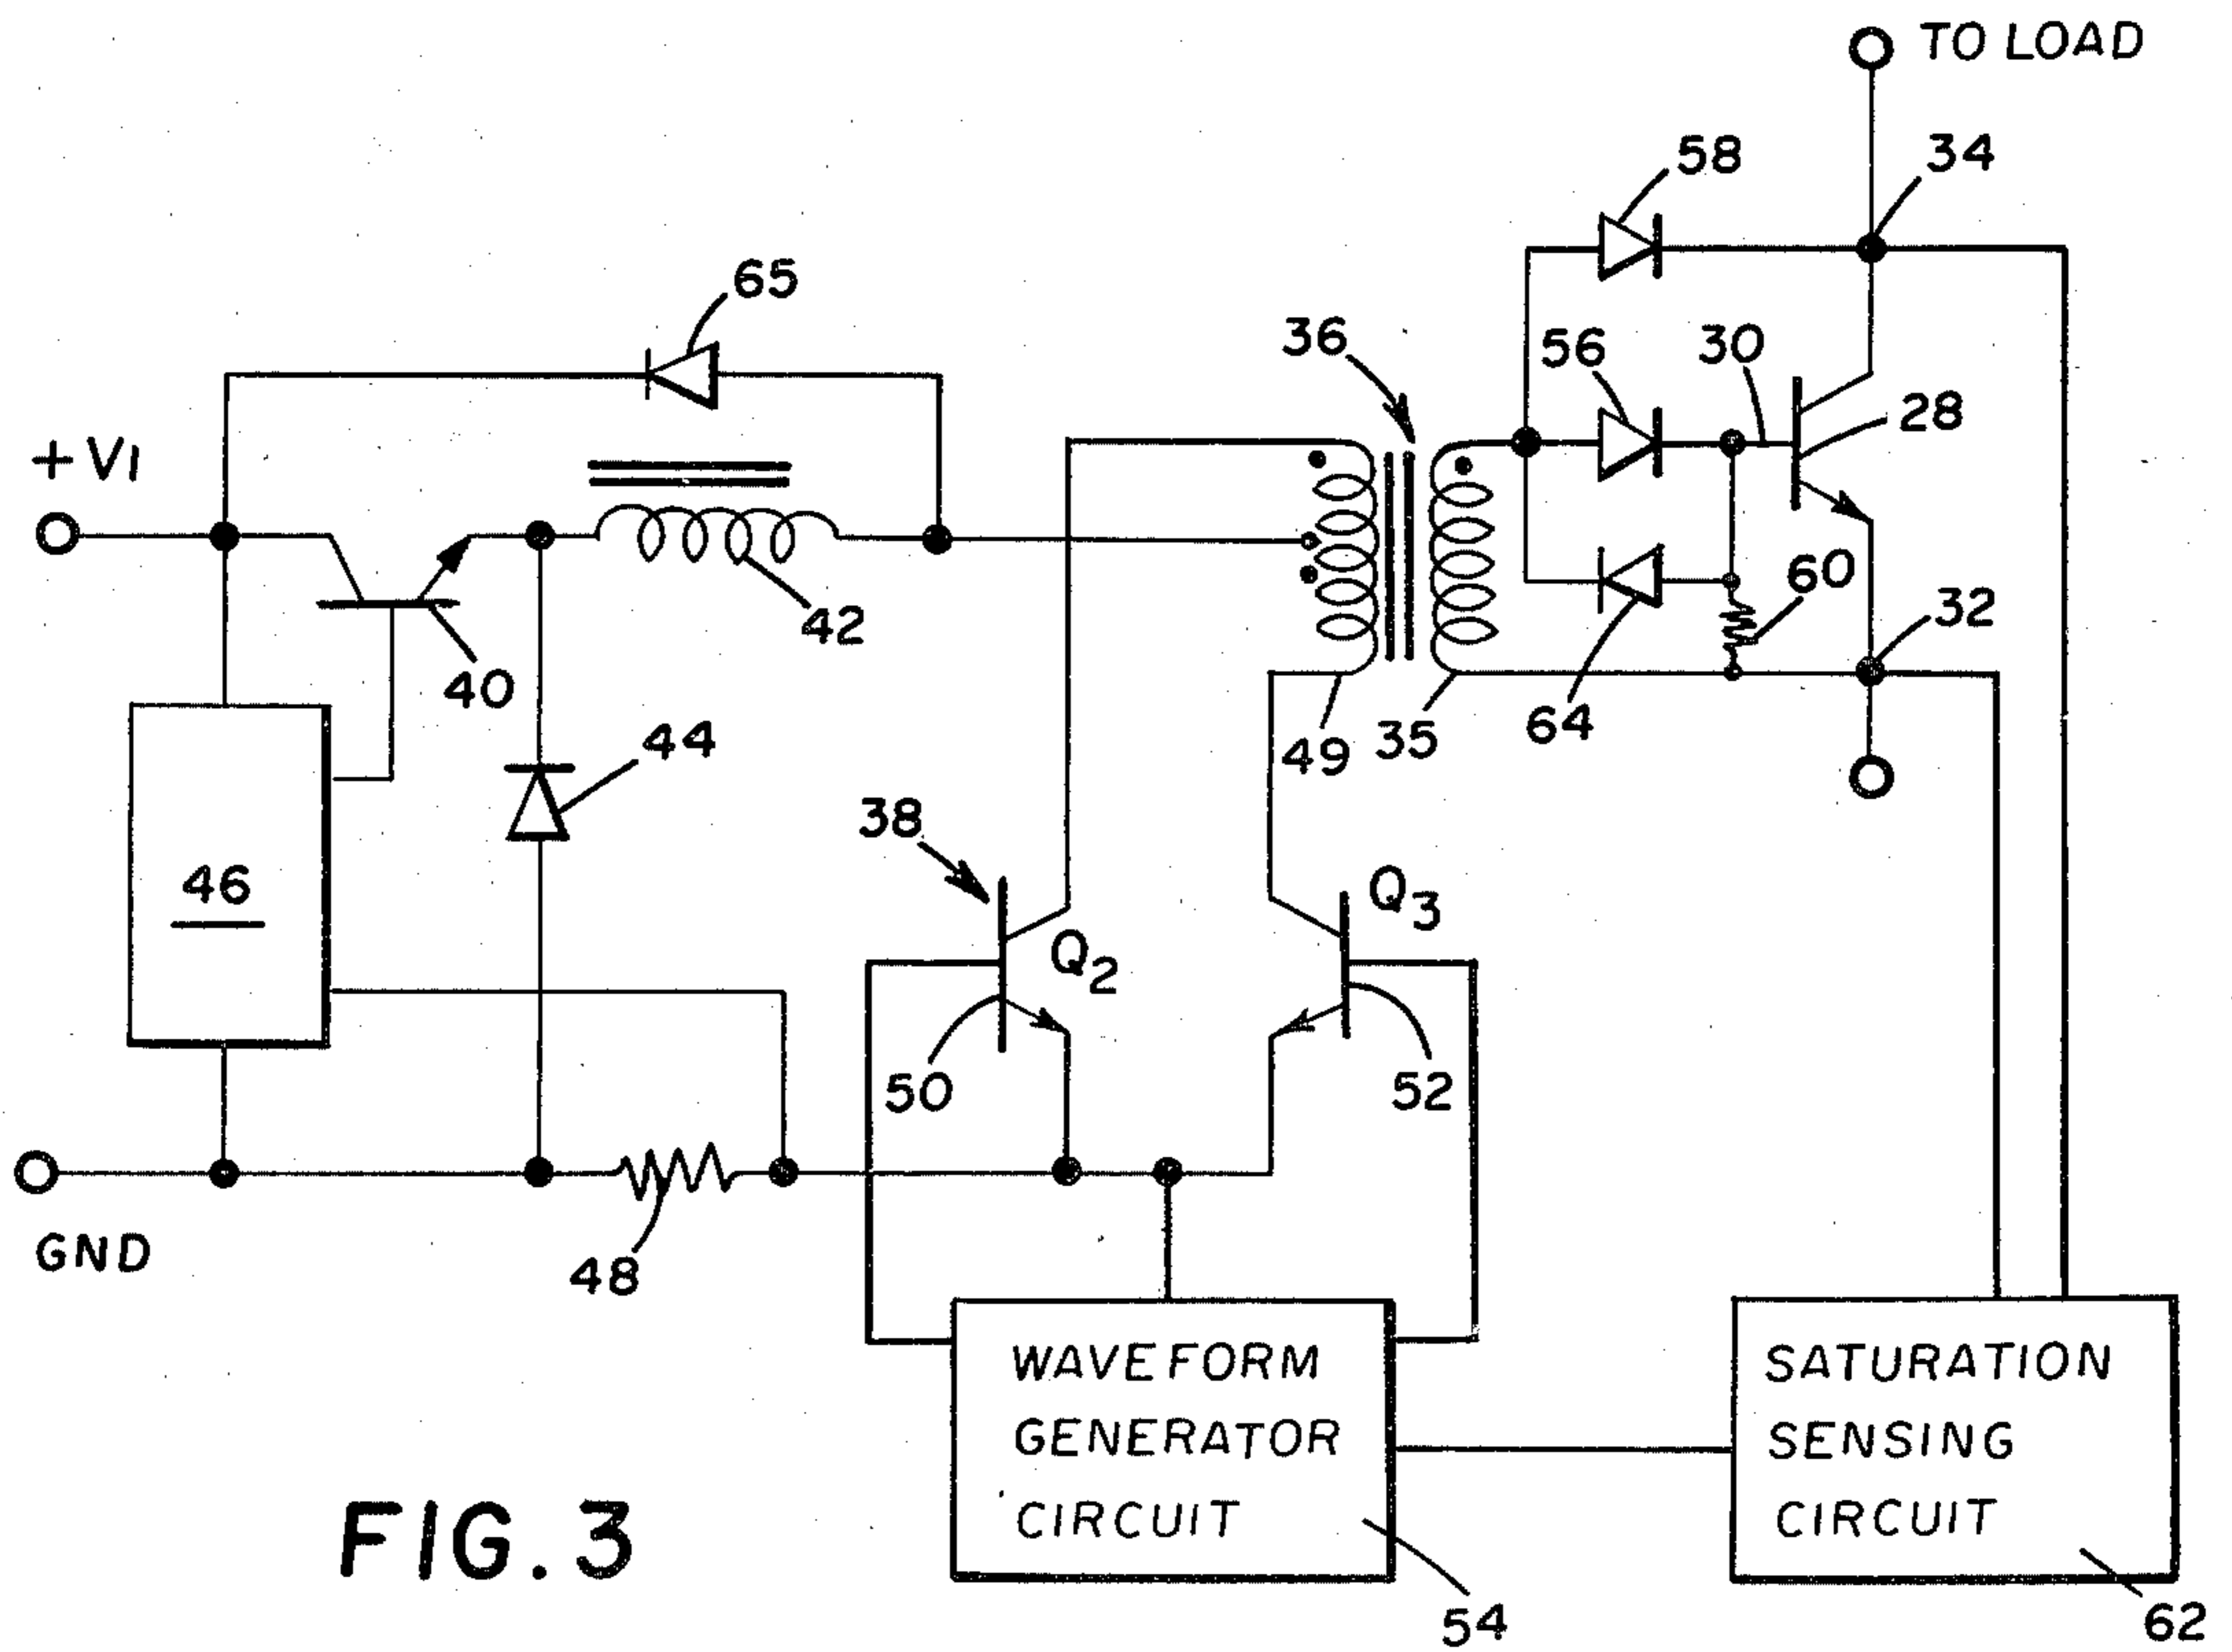 TO LOAD
58
34
65
36
56
30
28
+V1
42
60
32
40
44
49
35
64
38
Q3
46
Q2
50
52
GND
48
WAVEFORM
GENERATOR
CIRCUIT
SATURATION
SENSING
CIRCUIT
FIG. 3
54
62